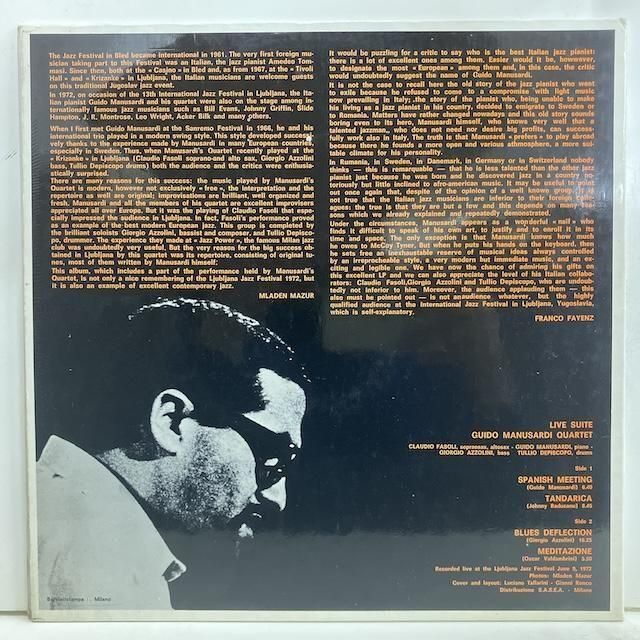 The Jazz Festival in Bled became international in 1961. The very first foreign mu-
sician taking part to this Festival was an Italian, the jazz pianist Amedeo Tom-
masi. Since then, both at the « Casino » in Bled and, as from 1967, at the « Tivoli
Hall » and « Krizanke » in Ljubljana, the Italian musicians are welcome guests
on this traditional Jugoslav jazz event.
In 1972, on occasion of the 13th International Jazz Festival in Ljubljana, the Ita-
lian pianist Guido Manusardi and his quartet were also on the stage among in-
ternationally famous jazz musicians such as Bill Evans, Johnny Griffin, Slide
Hampton, J. R. Montrose, Leo Wright, Acker Bilk and many others.
When I first met Guido Manusardi at the Sanremo Festival in 1966, he and his
international trio played in a modern swing style. This style developed success-
vely thanks to the experience made by Manusardi in many European countries,
especially in Sweden. Thus, when Manusardi's Quartet recently played at the
« Krizanke » in Ljubljana (Claudio Fasoli soprano-and alto sax, Giorgio Azzolini
bass, Tullio Depiscopo drums) both the audience and the critics were enthusia-
stically surprised.
There are many reasons for this success: the music played by Manusardi's
Quartet is modern, however not exclusively « free », the interpretation and the
repertoire as well are original; improvisations are brilliant, well organized and
fresh. Manusardi and all the members of his quartet are excellent improvisers
appreciated all over Europe. But it was the playing of Claudio Fasoli that espe-
cially impressed the audience in Ljubljana. In fact, Fasoli's performance proved
an example of the best modern European jazz. This group is completed by
the brilliant soloists Giorgio Azzolini, bassist and composer, and Tullio Depisco-
po, drummer. The experience they made at « Jazz Power », the famous Milan jazz
club was undoubtedly very useful. But the very reason for the big success ob-
tained in Ljubljana by this quartet was its repertoire, consisting of original tu-
nes, most of them written by Manusardi himself.
This album, which includes a part of the performance held by Manusardi's
Quartet, is not only a nice remembering of the Ljubljana Jazz Festival 1972, but
it is also an example of excellent contemporary jazz.
MLADEN MAZUR
It would be puzzling for a critic to say who is the best Italian jazz pianist:
there is a lot of excellent ones among them. Easier would it be, however,
to designate the most « European » among them and, in this case, the critic
would undoubtedly suggest the name of Guido Manusardi.
It is not the case to recall here the old story of the jazz pianist who went
to exile because he refused to come to a compromise with light music
now prevailing in Italy; the story of the pianist who, being unable to make
his living as a jazz pianist in his country, decided to emigrate to Sweden or
to Romania. Matters have rather changed nowadays and this old story sounds
boring even to its hero, Manusardi himself, who knows very well that a
talented jazzman, who does not need nor desire big profits, can success-
fully work also in Italy. The truth is that Manusardi « prefers » to play abroad
because there he founds a more open and various athmosphere, a more sui-
table climate for his personality.
In Rumania, in Sweden, in Danemark, in Germany or in Switzerland nobody
thinks — this is remarquable — that he is less talented than the other jazz
pianists just because he was born and he discovered jazz in a country no-
toriously but little inclined to afro-american music. It may be useful to point
out once again that, despite of the opinion of a well known group, it is
not true that the Italian jazz musicians are inferior to their foreign colle-
agues: the true is that they are but a few and this depends on many rea-
sons which we already explained and repeatedly demonstrated.
Under the circumstances, Manusardi appears as a wonderful « naif » who
finds it difficult to speak of his own art, to justify and to enroll it in its
time and space. The only exception is that Manusardi knows how much
he owes to McCoy Tyner. But when he puts his hands on the keyboard, then
he sets free an inexhaustible reserve of musical ideas always controlled
by an irreproacable style, a very modern but immediate music, and an ex-
citing and legible one. We have now the chance of admiring his gifts on
this excellent LP and we can also appreciate the level of his Italian collabo-
rators: Claudio Fasoli, Giorgio Azzolini and Tullio Depiscopo, who are undoub-
tedly not inferior to him. Moreover, the audience applauding them — this
also must be pointed out — is not anaudience whatever, but the highly
qualified audience at the International Jazz Festival in Ljubljana, Yugoslavia,
which is self-explanatory.
FRANCO FAYENZ
LIVE SUITE
GUIDO MANUSARDI QUARTET
CLAUDIO FASOLI, sopranosax, altosax - GUIDO MANUSARDI, piano -
GIORGIO AZZOLINI, bass TULLIO DEPISCOPO, drums
Side 1
SPANISH MEETING
(Guido Manusardi) 8.40
TANDARICA
(Johnny Raducanu) 8.45
Side 2
BLUES DEFLECTION
(Giorgio Azzolini) 16.25
MEDITAZIONE
(Oscar Valdambrini) 5.50
Recorded live at the Ljubljana Jazz Festival June 9, 1972
Photos: Mladen Mazur
Cover and layout: Luciano Tallarini - Gianni Ronco
Distribuzione S.A.S.E.A. - Milano
Milano